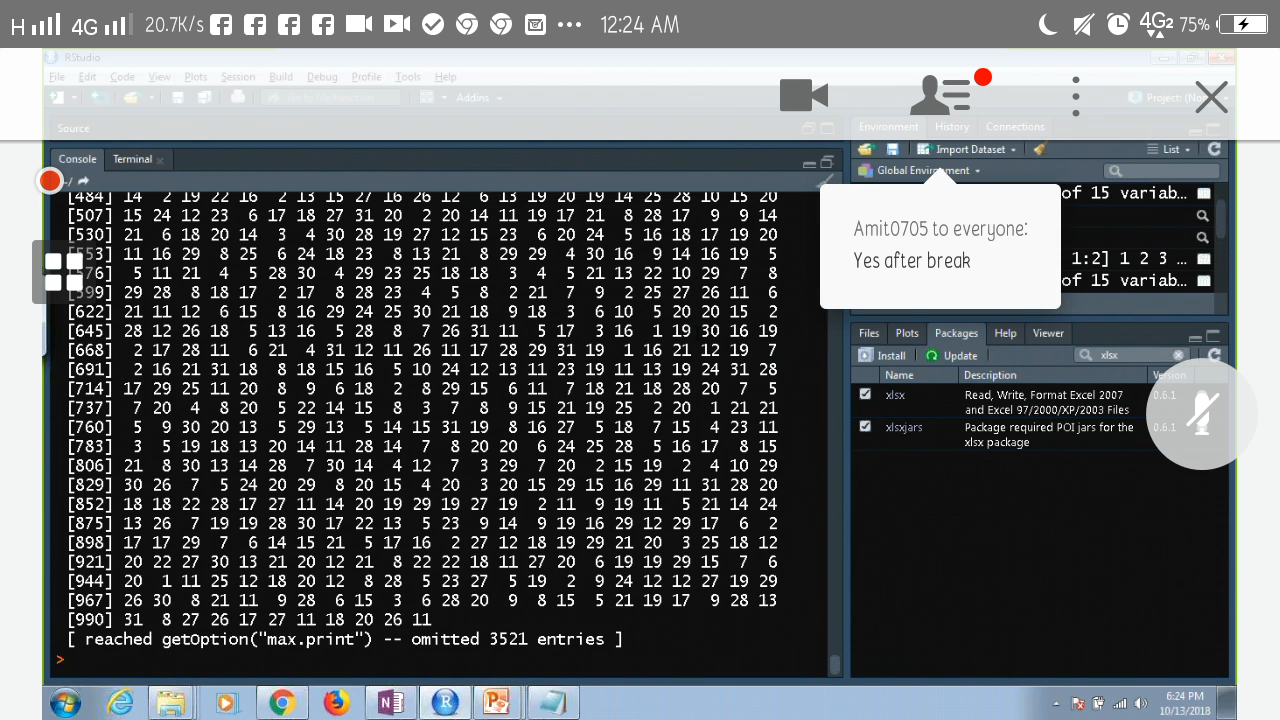 H 4G 20.7K/s 12:24 AM 4G2 75%
RStudio
File Edit Code View Plots Session Build Debug Profile Tools Help
Addins
Project: (No
Source
Environment History Connections
Console Terminal
Import Dataset List
~/
Global Environment
[484] 14 2 19 22 16 2 13 15 27 16 26 12 6 11 19 20 19 14 25 28 10 15 20
of 15 variab...
[507] 15 24 12 23 6 17 18 27 31 20 2 20 14 11 19 17 21 8 28 17 9 9 14
Amit0705 to everyone:
Yes after break
[530] 21 6 18 20 14 3 4 28 19 27 12 15 23 6 20 24 5 16 18 17 19 20
[553] 11 16 29 8 25 6 24 18 23 8 13 21 8 29 29 4 30 16 9 14 16 19 5
1:2] 1 2 3 ...
[576] 5 11 21 4 5 28 30 4 29 23 25 18 18 3 4 5 21 13 22 10 29 7 8
of 15 variab...
[599] 29 28 8 18 17 2 17 8 28 23 4 5 8 2 21 7 9 2 25 27 26 11 6
[622] 21 11 12 6 15 8 16 29 24 25 30 21 18 9 18 3 6 10 5 20 20 15 2
[645] 28 12 26 18 5 13 16 5 28 8 7 26 31 11 5 17 3 16 1 19 30 16 19
Files Plots Packages Help Viewer
[668] 2 17 28 11 6 21 4 31 12 11 26 11 17 9 29 31 19 1 16 21 12 19 7
Install Update xlsx
[691] 2 16 21 31 18 8 18 15 16 5 10 24 12 13 11 23 19 11 13 19 24 31 28
Name Description Version
[714] 17 29 23 11 20 6 18 2 8 29 6 11 7 18 21 18 28 20 7 5
xlsx Read, Write, Format Excel 2007 and Excel 97/2000/XP/2003 Files 0.6.1
[737] 7 20 4 8 20 5 22 14 15 8 3 7 8 9 15 21 19 25 2 20 1 21 21
[760] 5 9 30 20 13 5 29 3 5 14 15 31 19 8 16 27 5 18 7 15 4 23 11
xlsxjars Package required POI jars for the xlsx package 0.6.1
[783] 3 5 19 18 13 20 14 11 28 14 7 8 20 20 6 24 25 28 5 16 17 8 15
[806] 21 8 30 13 14 28 7 30 14 4 12 7 3 29 7 20 2 15 19 2 4 10 29
[829] 30 26 7 5 24 20 29 8 20 15 4 20 3 20 15 29 15 16 29 11 31 28 20
[852] 18 18 22 28 17 27 11 14 20 19 29 19 27 19 2 11 9 19 11 5 21 14 24
[875] 13 26 7 19 19 28 30 17 22 13 5 23 9 14 9 19 16 29 12 29 17 6 2
[898] 17 17 29 7 6 14 15 21 5 17 16 2 27 12 18 19 29 21 20 3 25 18 12
[921] 20 22 27 30 13 21 20 12 21 8 22 22 18 11 27 20 6 19 19 29 15 7 6
[944] 20 1 11 25 12 18 20 12 8 28 5 23 27 5 19 2 9 24 12 12 27 19 29
[967] 26 30 8 21 11 9 28 6 15 3 6 28 20 9 8 15 5 21 19 17 9 28 13
[990] 31 8 27 26 17 27 11 18 20 26 11
[ reached getOption("max.print") -- omitted 3521 entries ]
>
6:24 PM
10/13/2018